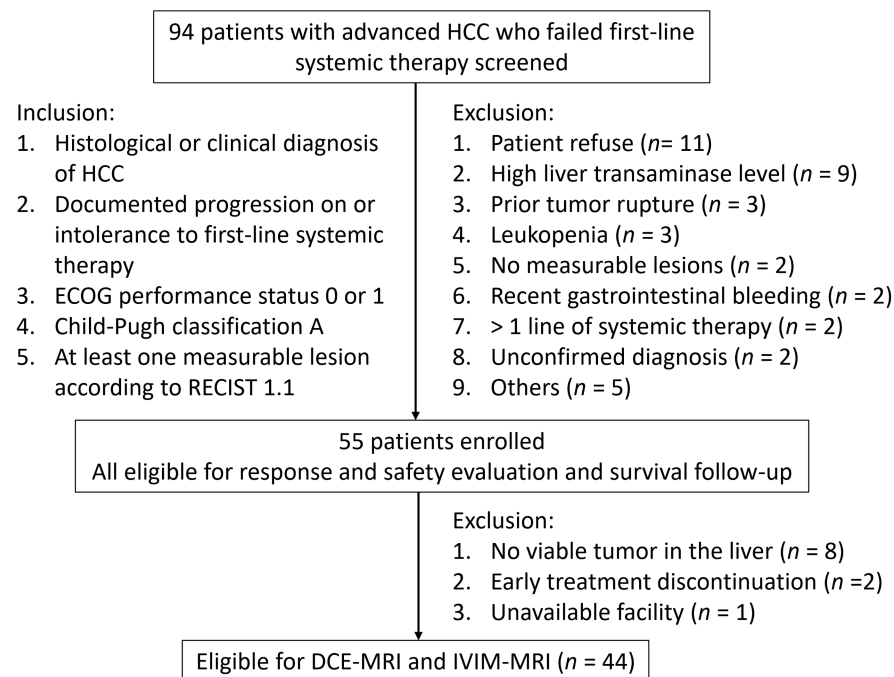 94 patients with advanced HCC who failed first-line
systemic therapy screened
Inclusion:
1. Histological or clinical diagnosis
of HCC
2. Documented progression on or
intolerance to first-line systemic
therapy
3. ECOG performance status 0 or 1
4. Child-Pugh classification A
5. At least one measurable lesion
according to RECIST 1.1
Exclusion:
1. Patient refuse (n= 11)
2. High liver transaminase level (n = 9)
3. Prior tumor rupture (n = 3)
4. Leukopenia (n = 3)
5. No measurable lesions (n = 2)
6. Recent gastrointestinal bleeding (n = 2)
7. > 1 line of systemic therapy (n = 2)
8. Unconfirmed diagnosis (n = 2)
9. Others (n = 5)
55 patients enrolled
All eligible for response and safety evaluation and survival follow-up
Exclusion:
1. No viable tumor in the liver (n = 8)
2. Early treatment discontinuation (n =2)
3. Unavailable facility (n = 1)
Eligible for DCE-MRI and IVIM-MRI (n = 44)